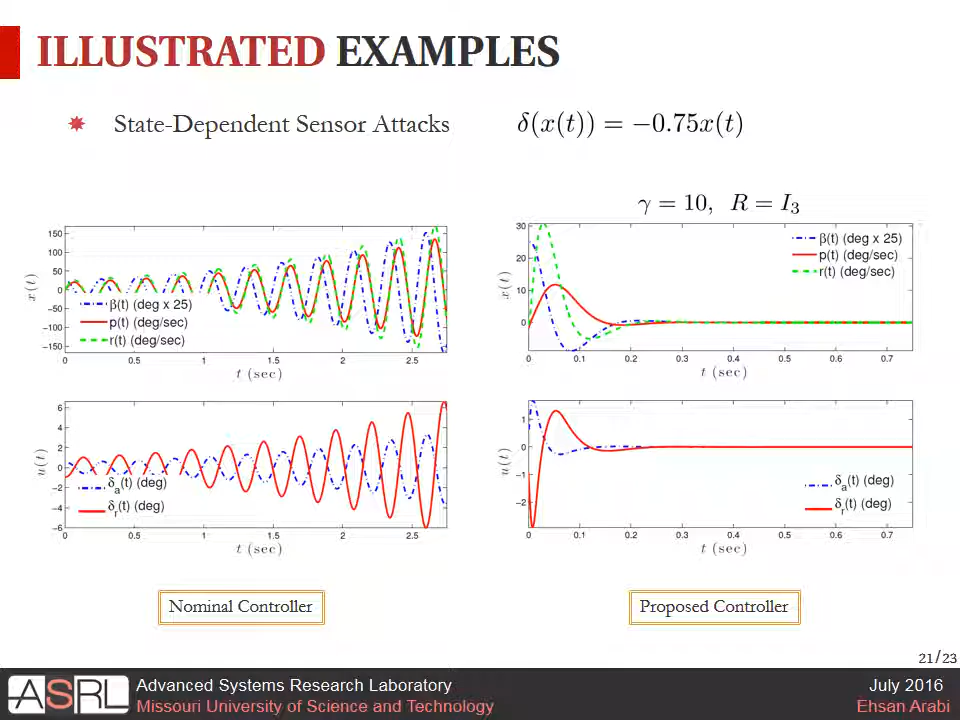 ILLUSTRATED EXAMPLES
State-Dependent Sensor Attacks
δ(x(t)) = −0.75x(t)
γ = 10, R = I₃
x(t)
150
100
50
0
−50
−100
−150
β(t) (deg x 25)
p(t) (deg/sec)
r(t) (deg/sec)
0 0.5 1 1.5 2 2.5
t (sec)
x(t)
30
20
10
0
β(t) (deg x 25)
p(t) (deg/sec)
r(t) (deg/sec)
0 0.1 0.2 0.3 0.4 0.5 0.6 0.7
t (sec)
u(t)
6
4
2
0
−2
−4
−6
δa(t) (deg)
δr(t) (deg)
0 0.5 1 1.5 2 2.5
t (sec)
u(t)
1
0
−1
−2
δa(t) (deg)
δr(t) (deg)
0 0.1 0.2 0.3 0.4 0.5 0.6 0.7
t (sec)
Nominal Controller
Proposed Controller
21/23
ASRL
Advanced Systems Research Laboratory
Missouri University of Science and Technology
July 2016
Ehsan Arabi